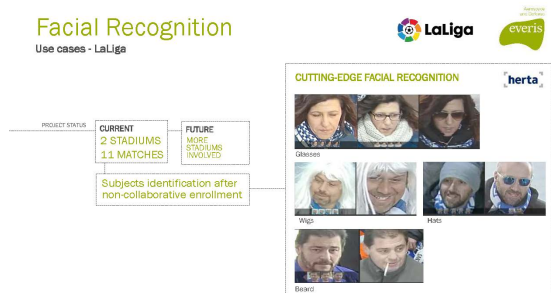 Facial Recognition
Use cases - LaLiga
LaLiga
everis
CUTTING-EDGE FACIAL RECOGNITION
herta
PROJECT STATUS
CURRENT
2 STADIUMS
11 MATCHES
FUTURE
MORE
STADIUMS
INVOLVED
Subjects identification after
non-collaborative enrollment
Glasses
Wigs
Hats
Beard